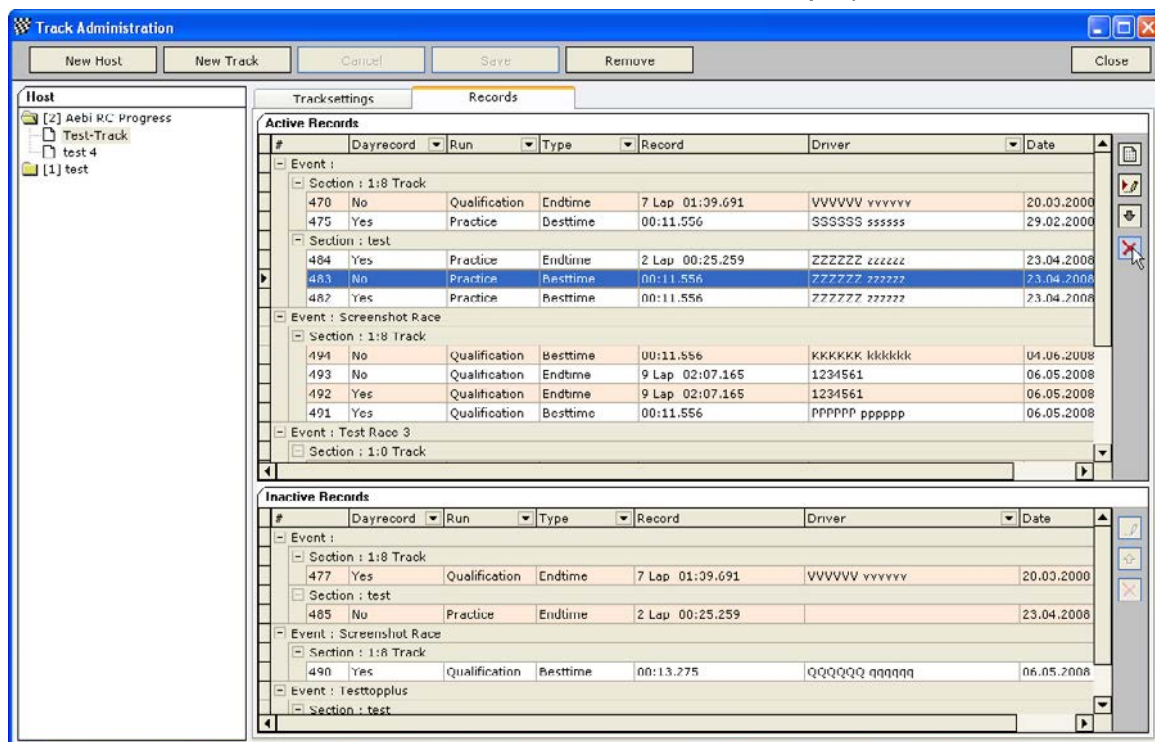 Track Administration
New Host New Track Cancel Save Remove Close
Host
[2] Aebi RC Progress
Test-Track
test 4
[1] test
Tracksettings Records
Active Records
# Dayrecord Run Type Record Driver Date
Event :
Section : 1:8 Track
470 No Qualification Endtime 7 Lap 01:39.691 VVVVVV vvvvvv 20.03.2008
475 Yes Practice Besttime 00:11.556 SSSSSS ssssss 29.02.2008
Section : test
484 Yes Practice Endtime 2 Lap 00:25.259 ZZZZZZ zzzzzz 23.04.2008
483 No Practice Besttime 00:11.556 ZZZZZZ zzzzzz 23.04.2008
482 Yes Practice Besttime 00:11.556 ZZZZZZ zzzzzz 23.04.2008
Event : Screenshot Race
Section : 1:8 Track
494 No Qualification Besttime 00:11.556 KKKKKK kkkkkk 04.06.2008
493 No Qualification Endtime 9 Lap 02:07.165 1234561 06.05.2008
492 Yes Qualification Endtime 9 Lap 02:07.165 1234561 06.05.2008
491 Yes Qualification Besttime 00:11.556 PPPPPP pppppp 06.05.2008
Event : Test Race 3
Section : 1:8 Track
Inactive Records
# Dayrecord Run Type Record Driver Date
Event :
Section : 1:8 Track
477 Yes Qualification Endtime 7 Lap 01:39.691 VVVVVV vvvvvv 20.03.2008
Section : test
485 No Practice Endtime 2 Lap 00:25.259 23.04.2008
Event : Screenshot Race
Section : 1:8 Track
490 Yes Qualification Besttime 00:13.275 QQQQQQ qqqqqq 06.05.2008
Event : Testtopplus
Section : test